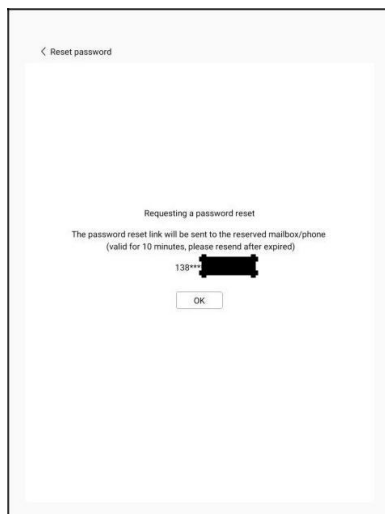 Reset password
Requesting a password reset
The password reset link will be sent to the reserved mailbox/phone
(valid for 10 minutes, please resend after expired)
138***
OK